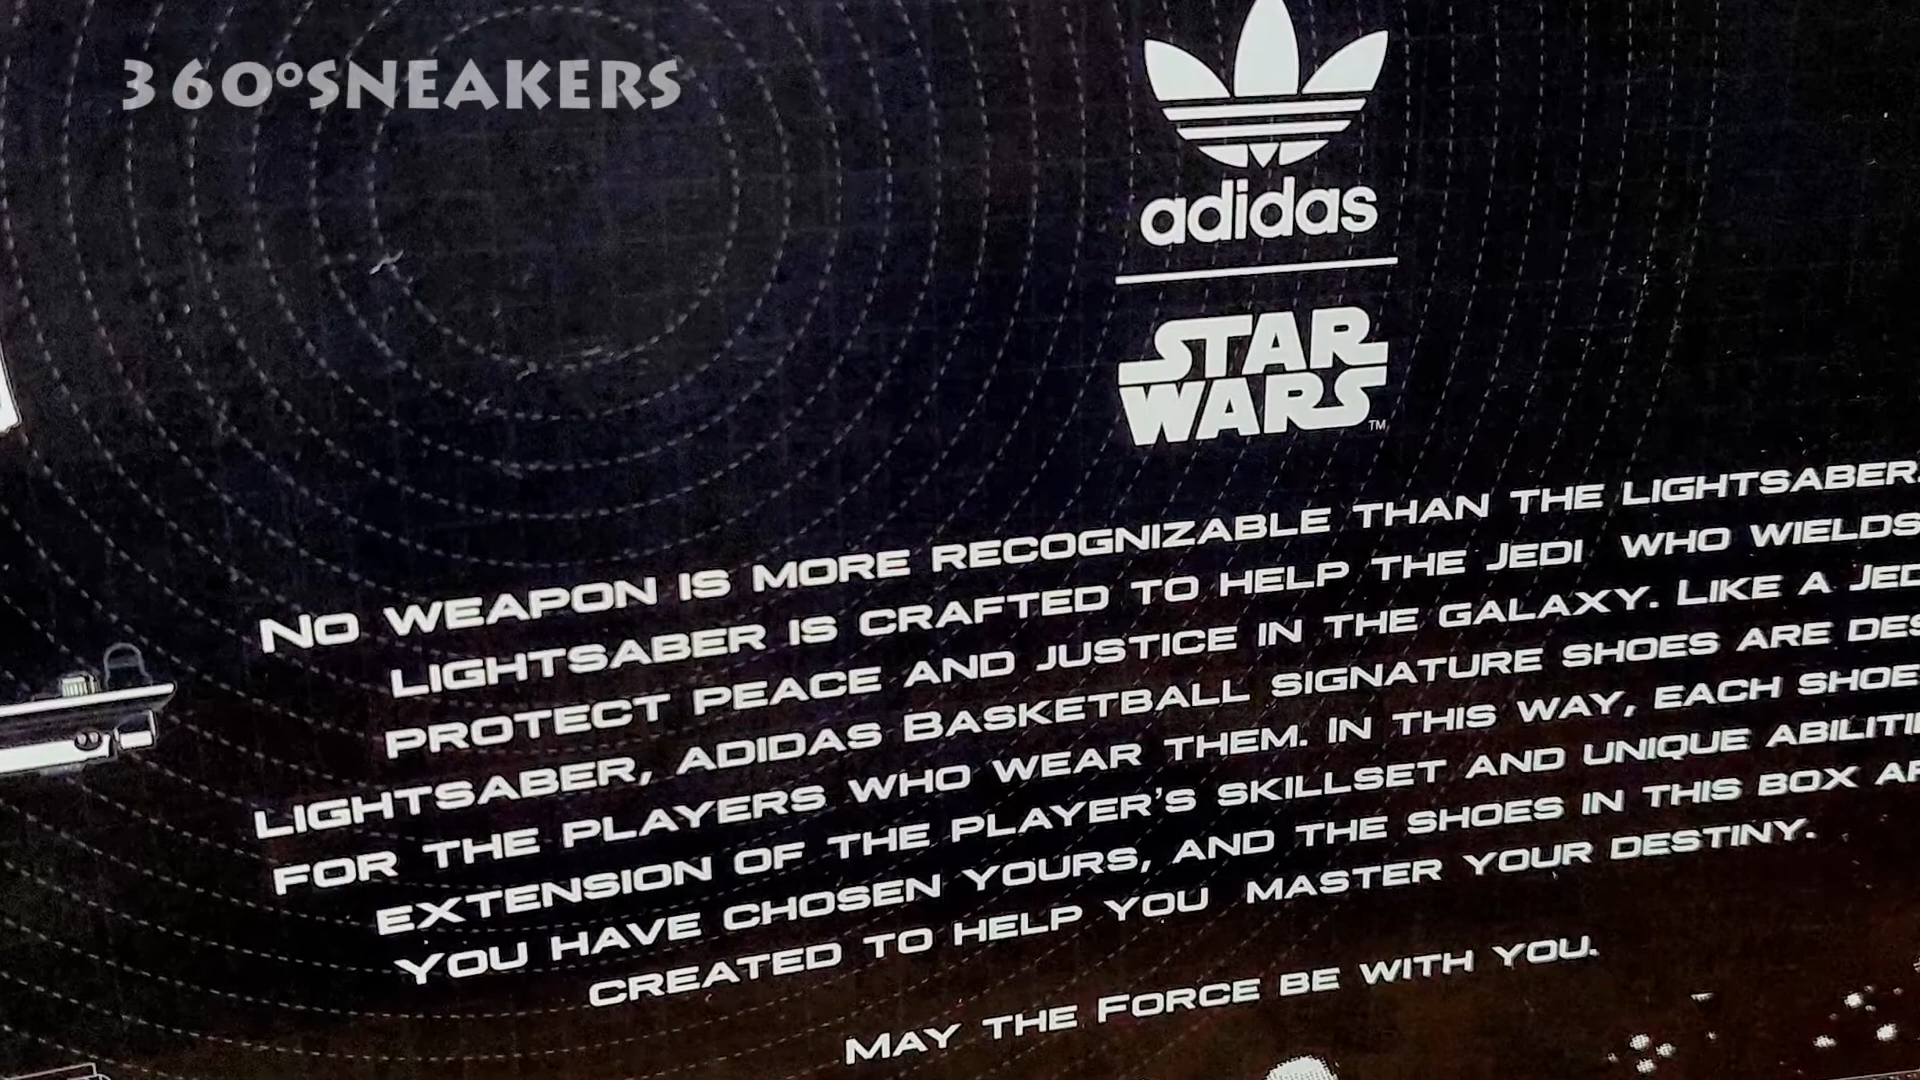 360°SNEAKERS
adidas
STAR
WARS
TM
NO WEAPON IS MORE RECOGNIZABLE THAN THE LIGHTSABER.
LIGHTSABER IS CRAFTED TO HELP THE JEDI WHO WIELDS
PROTECT PEACE AND JUSTICE IN THE GALAXY. LIKE A
LIGHTSABER, ADIDAS BASKETBALL SIGNATURE SHOES ARE
FOR THE PLAYERS WHO WEAR THEM. IN THIS WAY, EACH SHOE
EXTENSION OF THE PLAYER'S SKILLSET AND UNIQUE
YOU HAVE CHOSEN YOURS, AND THE SHOES IN THIS BOX
CREATED TO HELP YOU MASTER YOUR DESTINY.
MAY THE FORCE BE WITH YOU.